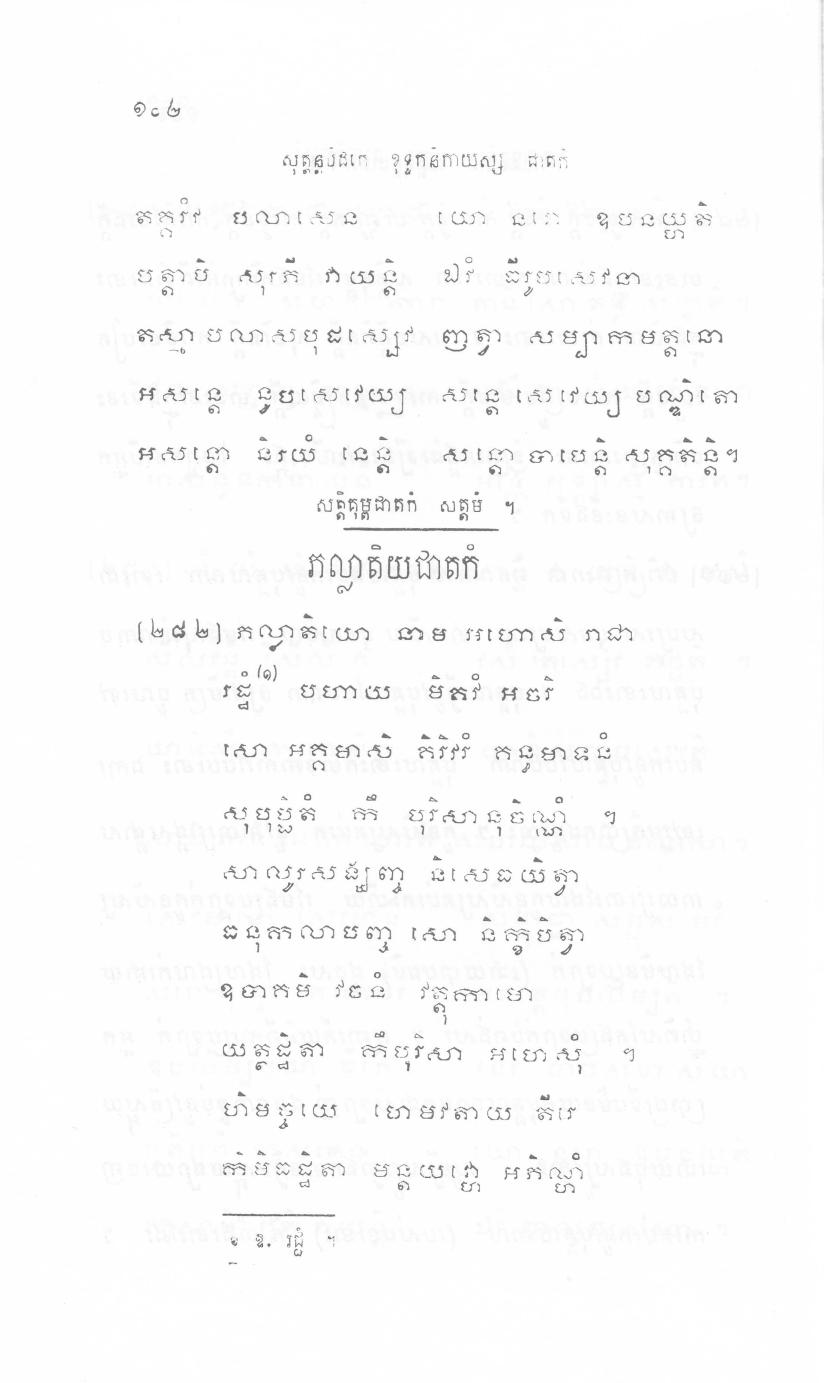 ១៤២
សុត្តន្តបិដកេ ខុទ្ទកនិកាយស្ស ជាតកំ
តគ្គរំវ បលាសេន យោ នរោ ឧបនយ្ហតិ
បត្តាបិ សុរភី វាយន្តិ ឯវំ ធីរូបសេវនា
តស្មា បលាសបុដស្សេវ ញត្វា សម្បាកមត្តនោ
អសន្តេ នូបសេវេយ្យ សន្តេ សេវេយ្យ បណ្ឌិតោ
អសន្តោ និរយំ នេន្តិ សន្តោ បាបេន្តិ សុគ្គតិន្តិ។
សត្តិគុម្ពជាតកំ សត្តមំ ។
ភល្លាតិយជាតកំ
(២៨២) ភល្លាតិយោ នាម អហោសិ រាជា
រដ្ឋំ (១) បហាយ មិគវំ អចរិ
សោ អគមាសិ គិរិវរំ គន្ធមាទនំ
សុបុប្ផិតំ កឹ បុរិសានុចិណ្ណំ ។
សាលូរសង្ឃញ្ច និសេធយិត្វា
ធនុកលាបញ្ច សោ និក្ខិបិត្វា
ឧបាគមិ វចនំ វត្តុកាមោ
យត្ថដ្ឋិតា កឹបុរិសា អហេសុំ ។
ហិមច្ចយេ ហេមវតាយ តីរេ
កិមិធដ្ឋិតា មន្តយវ្ហោ អភិណ្ហំ
១ ឱ. រដ្ឋំ ។